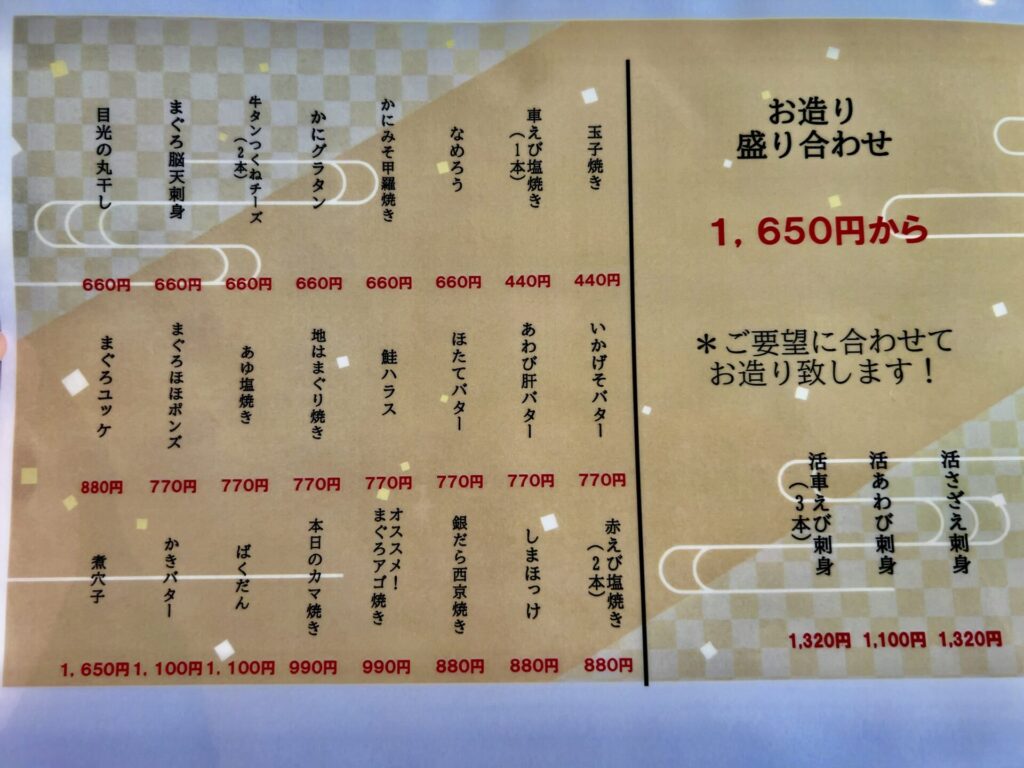 お造り
盛り合わせ
1,650円から
＊ご要望に合わせて
お造り致します！
活さざえ刺身
1,320円
活あわび刺身
1,100円
活車えび刺身
（3本）
1,320円
玉子焼き
440円
車えび塩焼き
（1本）
440円
なめろう
660円
かにみそ甲羅焼き
660円
かにグラタン
660円
牛タンつくねチーズ
（2本）
660円
まぐろ脳天刺身
660円
目光の丸干し
660円
いかげそバター
770円
あわび肝バター
770円
ほたてバター
770円
鮭ハラス
770円
地はまぐり焼き
770円
あゆ塩焼き
770円
まぐろほほポンズ
770円
まぐろユッケ
880円
赤えび塩焼き
（2本）
880円
しまほっけ
880円
銀だら西京焼き
880円
オススメ！
まぐろアゴ焼き
990円
本日のカマ焼き
990円
ばくだん
1,100円
かきバター
1,100円
煮穴子
1,650円